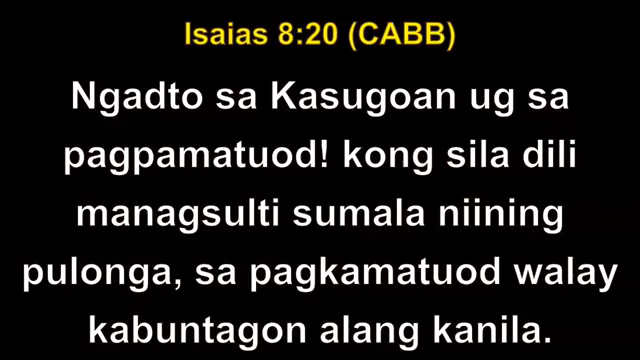 Isaias 8:20 (CABB)
Ngadto sa Kasugoan ug sa
pagpamatuod! kong sila dili
managsulti sumala niining
pulonga, sa pagkamatuod walay
kabuntagon alang kanila.